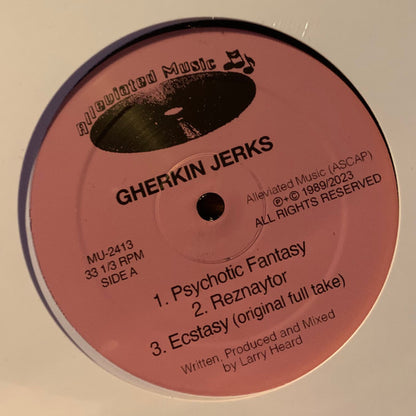 Alleviated Music
GHERKIN JERKS
MU-2413
33 1/3 RPM
SIDE A
Alleviated Music (ASCAP)
℗+© 1989/2023
ALL RIGHTS RESERVED
1. Psychotic Fantasy
2. Reznaytor
3. Ecstasy (original full take)
Written, Produced and Mixed
by Larry Heard